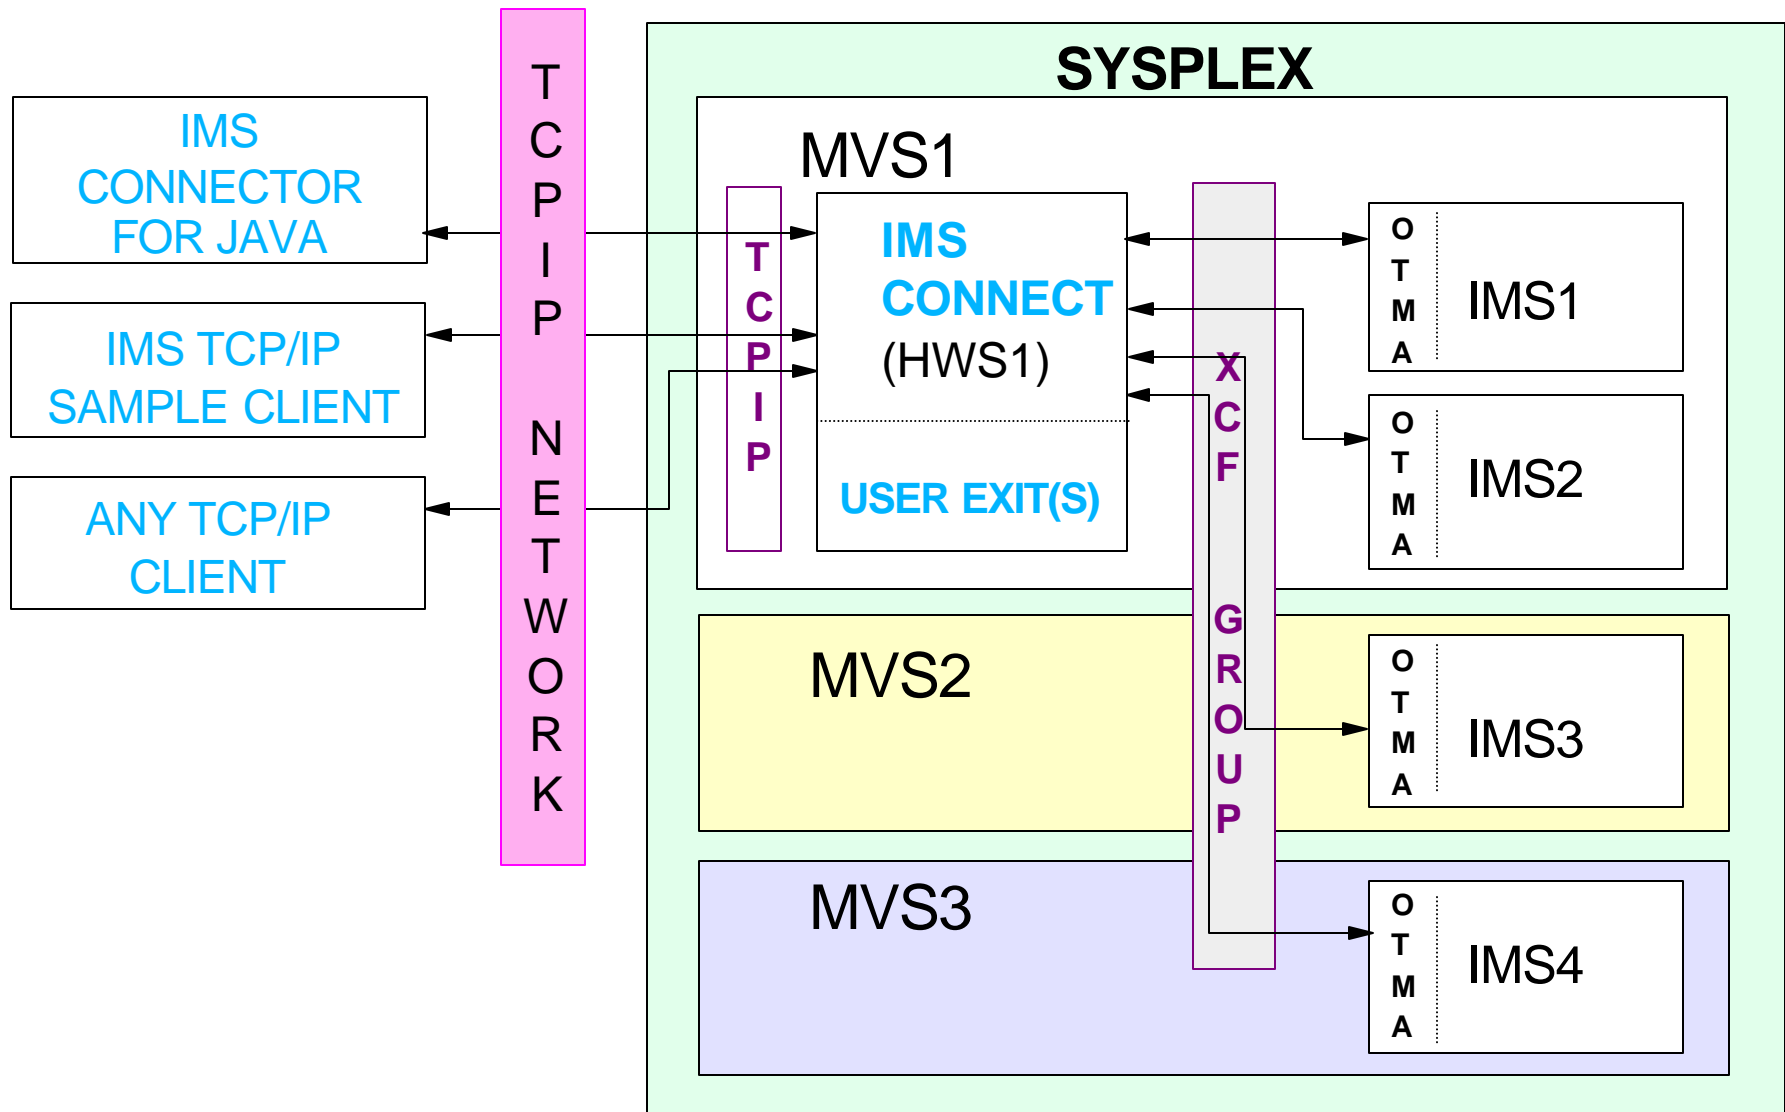 IMS
CONNECTOR
FOR JAVA
IMS TCP/IP
SAMPLE CLIENT
ANY TCP/IP
CLIENT
TCPIP NETWORK
SYSPLEX
MVS1
TCPIP
IMS
CONNECT
(HWS1)
USER EXIT(S)
XCF GROUP
OTMA
IMS1
OTMA
IMS2
MVS2
OTMA
IMS3
MVS3
OTMA
IMS4